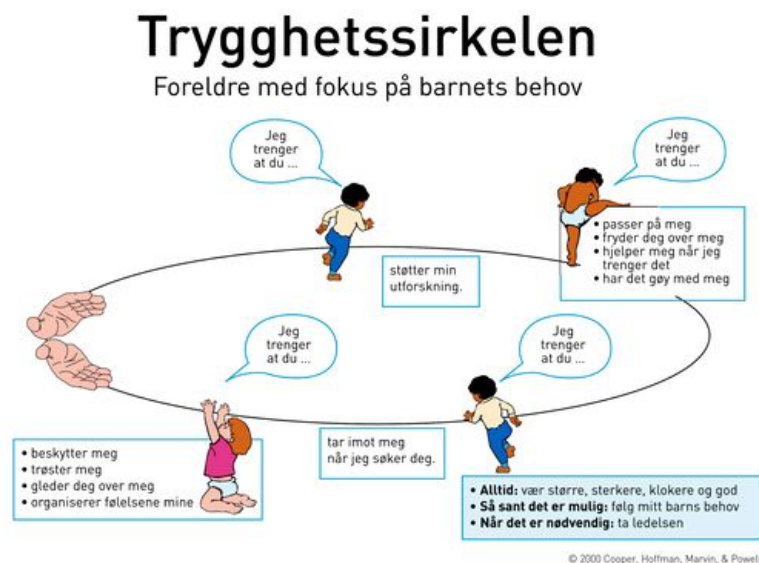 Trygghetssirkelen
Foreldre med fokus på barnets behov
Jeg
trenger
at du ...
Jeg
trenger
at du ...
• passer på meg
• fryder deg over meg
• hjelper meg når jeg
trenger det
• har det gøy med meg
støtter min
utforskning.
Jeg
trenger
at du ...
Jeg
trenger
at du ...
• beskytter meg
• trøster meg
• gleder deg over meg
• organiserer følelsene mine
tar imot meg
når jeg søker deg.
• Alltid: vær større, sterkere, klokere og god
• Så sant det er mulig: følg mitt barns behov
• Når det er nødvendig: ta ledelsen
© 2000 Cooper, Hoffman, Marvin, & Powell